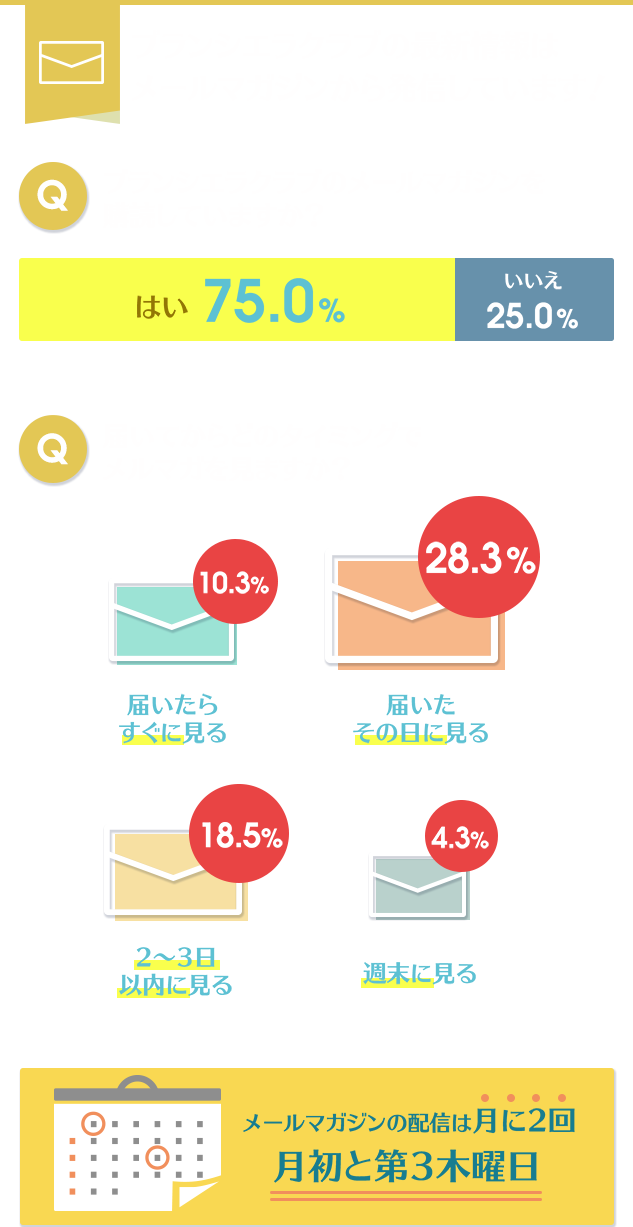 Q
はい 75.0%
いいえ
25.0%
Q
10.3%
届いたら
すぐに見る
28.3%
届いた
その日に見る
18.5%
2〜3日
以内に見る
4.3%
週末に見る
メールマガジンの配信は月に2回
月初と第3木曜日